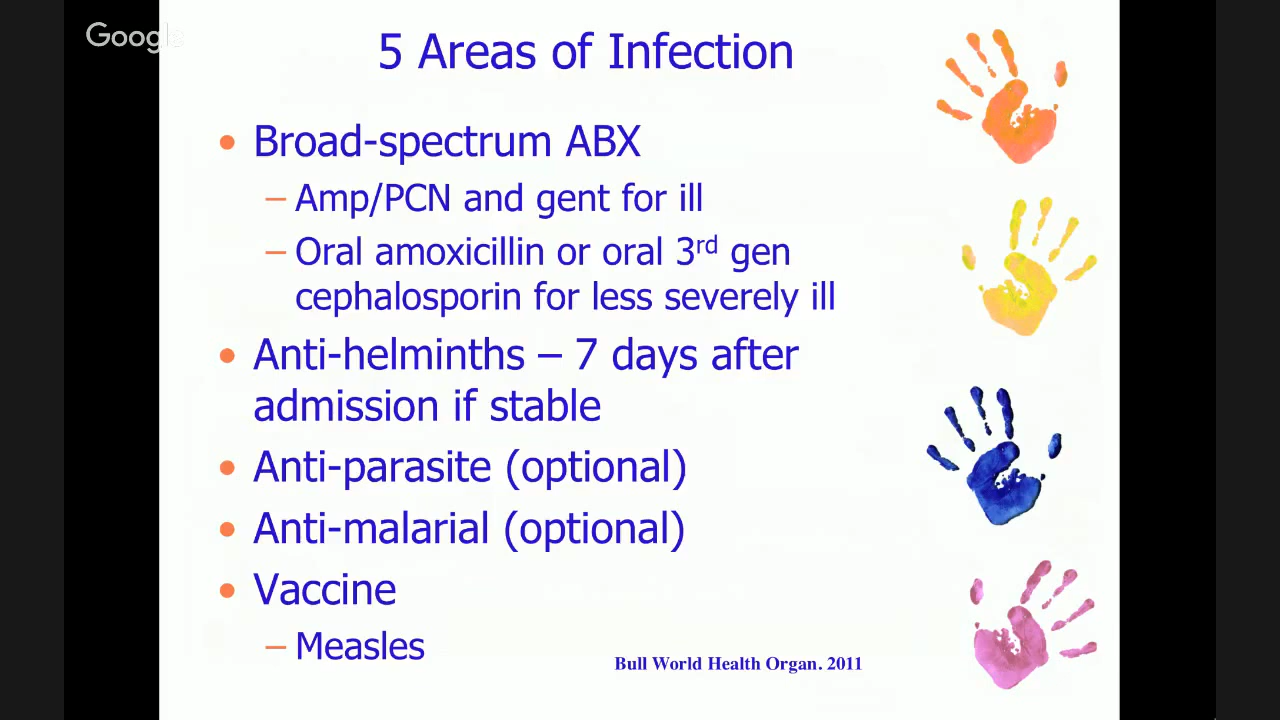 Google
5 Areas of Infection
• Broad-spectrum ABX
– Amp/PCN and gent for ill
– Oral amoxicillin or oral 3rd gen
cephalosporin for less severely ill
• Anti-helminths – 7 days after
admission if stable
• Anti-parasite (optional)
• Anti-malarial (optional)
• Vaccine
– Measles
Bull World Health Organ. 2011